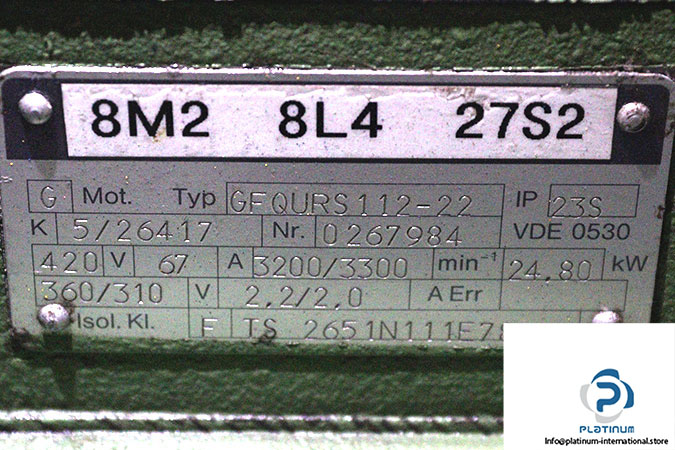 8M2 8L4 27S2
G Mot. Typ GFQURS112-22 IP 23S
K 5/26417 Nr. 0267984 VDE 0530
420 V 67 A 3200/3300 min⁻¹ 24,80 kW
360/310 V 2,2/2,0 A Err
Isol. Kl. F TS 2651N111E7
PLATINUM
info@platinum-international.store